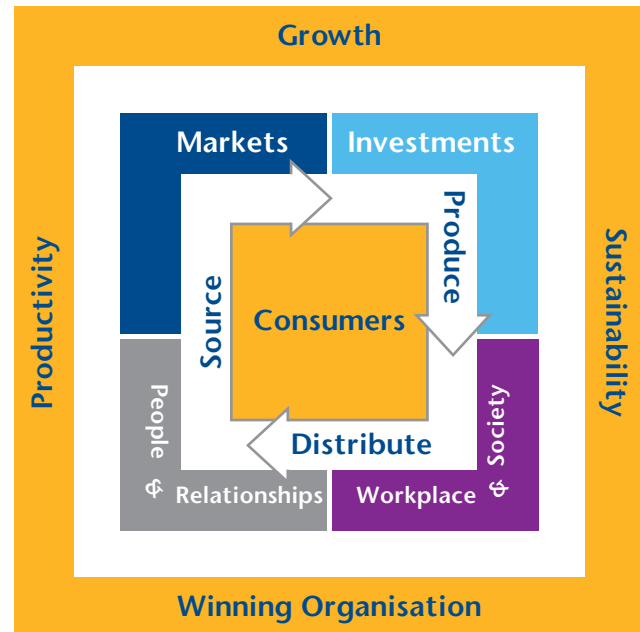 Growth
Markets
Investments
Produce
Productivity
Sustainability
Source
Consumers
People
&
Relationships
Distribute
Workplace
& Society
Winning Organisation